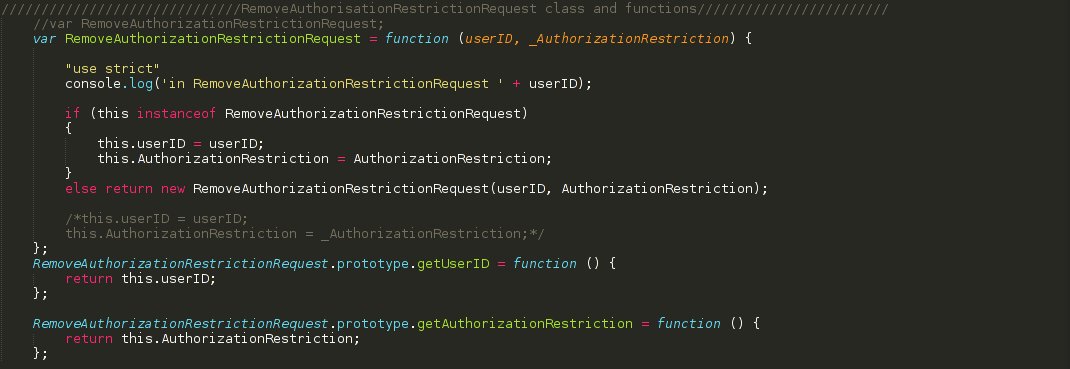 //////////////////////////////RemoveAuthorisationRestrictionRequest class and functions////////////////////////
//var RemoveAuthorizationRestrictionRequest;
var RemoveAuthorizationRestrictionRequest = function (userID, _AuthorizationRestriction) {
"use strict"
console.log('in RemoveAuthorizationRestrictionRequest ' + userID);
if (this instanceof RemoveAuthorizationRestrictionRequest)
{
this.userID = userID;
this.AuthorizationRestriction = AuthorizationRestriction;
}
else return new RemoveAuthorizationRestrictionRequest(userID, AuthorizationRestriction);
/*this.userID = userID;
this.AuthorizationRestriction = _AuthorizationRestriction;*/
};
RemoveAuthorizationRestrictionRequest.prototype.getUserID = function () {
return this.userID;
};
RemoveAuthorizationRestrictionRequest.prototype.getAuthorizationRestriction = function () {
return this.AuthorizationRestriction;
};